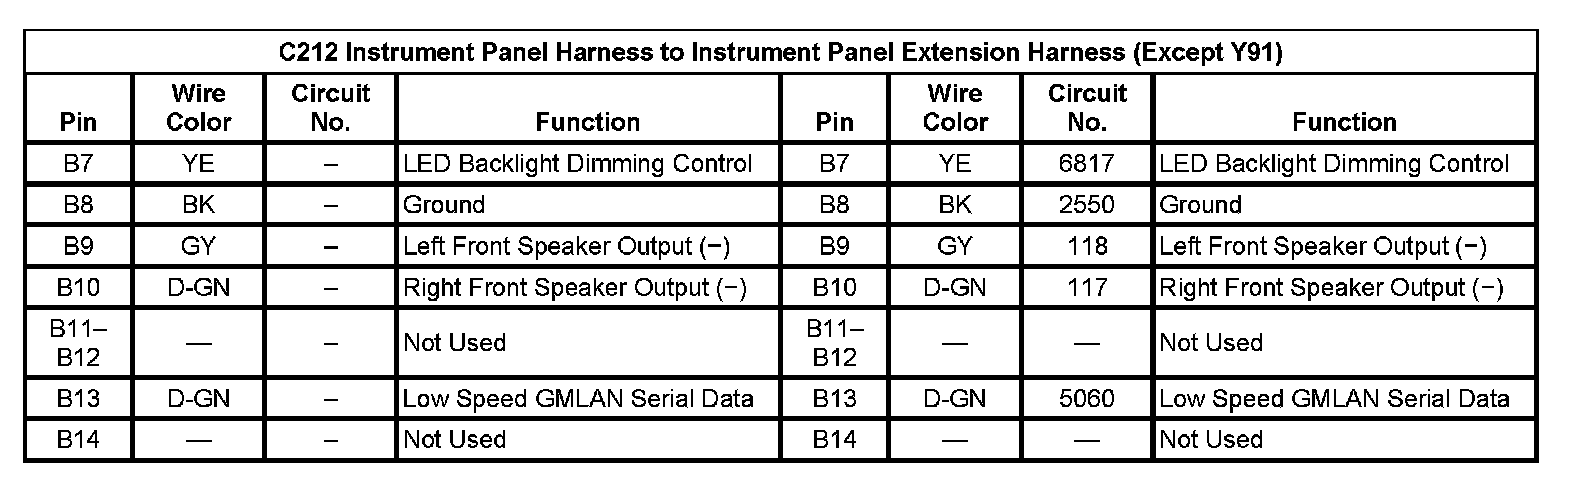 C212 Instrument Panel Harness to Instrument Panel Extension Harness (Except Y91)
Pin Wire Color Circuit No. Function Pin Wire Color Circuit No. Function
B7 YE – LED Backlight Dimming Control B7 YE 6817 LED Backlight Dimming Control
B8 BK – Ground B8 BK 2550 Ground
B9 GY – Left Front Speaker Output (−) B9 GY 118 Left Front Speaker Output (−)
B10 D-GN – Right Front Speaker Output (−) B10 D-GN 117 Right Front Speaker Output (−)
B11–B12 — – Not Used B11–B12 — — Not Used
B13 D-GN – Low Speed GMLAN Serial Data B13 D-GN 5060 Low Speed GMLAN Serial Data
B14 — – Not Used B14 — — Not Used